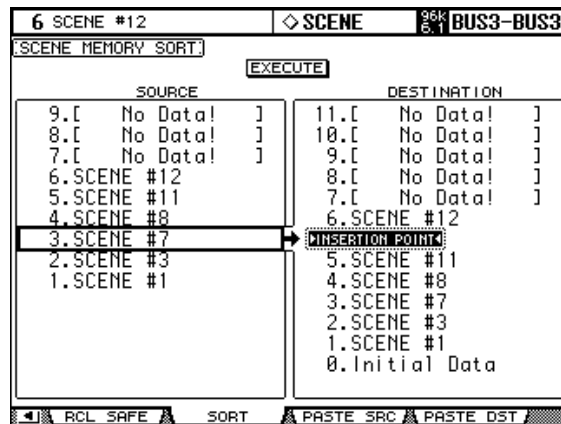 6 SCENE #12 ◇SCENE 96k 6.1 BUS3-BUS3
SCENE MEMORY SORT
EXECUTE
SOURCE
9.[ No Data! ]
8.[ No Data! ]
7.[ No Data! ]
6.SCENE #12
5.SCENE #11
4.SCENE #8
3.SCENE #7
2.SCENE #3
1.SCENE #1
DESTINATION
11.[ No Data! ]
10.[ No Data! ]
9.[ No Data! ]
8.[ No Data! ]
7.[ No Data! ]
6.SCENE #12
INSERTION POINT
5.SCENE #11
4.SCENE #8
3.SCENE #7
2.SCENE #3
1.SCENE #1
0.Initial Data
RCL SAFE SORT PASTE SRC PASTE DST